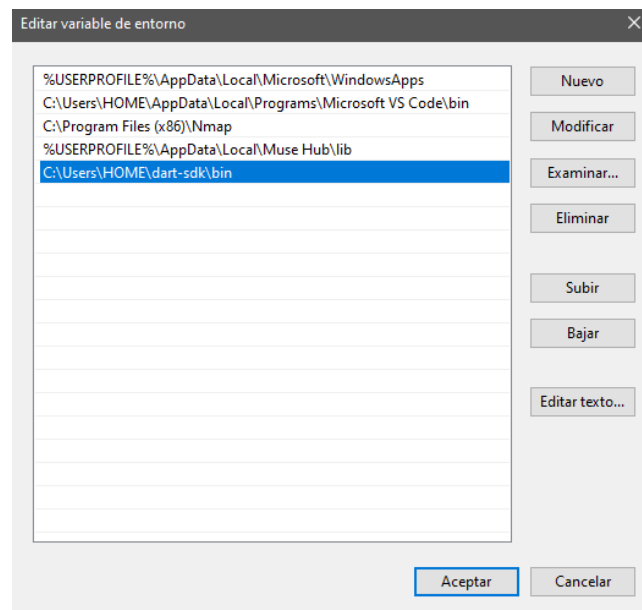 Editar variable de entorno
%USERPROFILE%\AppData\Local\Microsoft\WindowsApps
C:\Users\HOME\AppData\Local\Programs\Microsoft VS Code\bin
C:\Program Files (x86)\Nmap
%USERPROFILE%\AppData\Local\Muse Hub\lib
C:\Users\HOME\dart-sdk\bin
Nuevo
Modificar
Examinar...
Eliminar
Subir
Bajar
Editar texto...
Aceptar
Cancelar